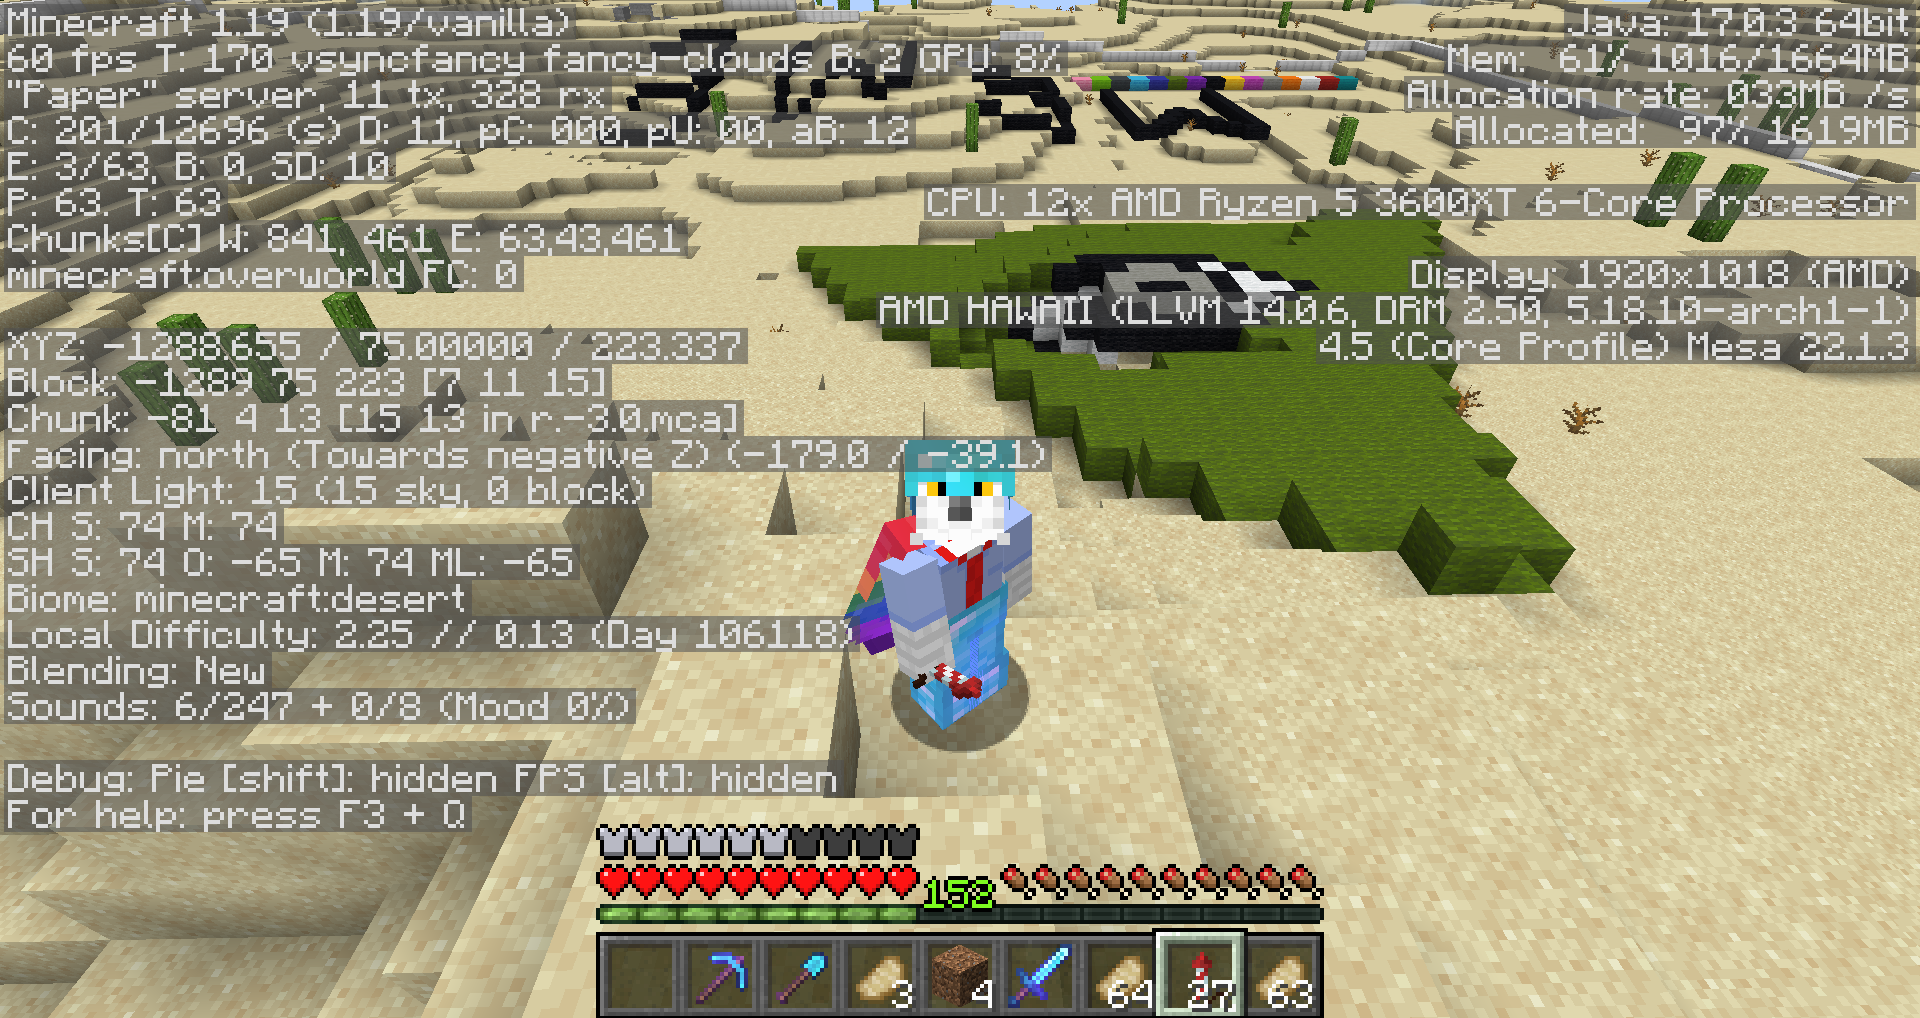 Minecraft 1.19 (1.19/vanilla)
60 fps T: 170 vsyncfancy fancy-clouds B: 2 GPU: 8%
"Paper" server, 11 tx, 328 rx
C: 201/12696 (s) D: 11, pC: 000, pU: 00, aB: 12
E: 3/63, B: 0, SD: 10
P: 63. T: 63
Chunks[C] W: 841, 461 E: 63,43,461
minecraft:overworld FC: 0
XYZ: -1288.655 / 75.00000 / 223.337
Block: -1289 75 223 [7 11 15]
Chunk: -81 4 13 [15 13 in r.-3.0.mca]
Facing: north (Towards negative Z) (-179.0 / -39.1)
Client Light: 15 (15 sky, 0 block)
CH S: 74 M: 74
SH S: 74 O: -65 M: 74 ML: -65
Biome: minecraft:desert
Local Difficulty: 2.25 // 0.13 (Day 106118)
Blending: New
Sounds: 6/247 + 0/8 (Mood 0%)
Debug: Pie [shift]: hidden FPS [alt]: hidden
For help: press F3 + Q
Java: 17.0.3 64bit
Mem: 61% 1016/1664MB
Allocation rate: 033MB /s
Allocated: 97% 1619MB
CPU: 12x AMD Ryzen 5 3600XT 6-Core Processor
Display: 1920x1018 (AMD)
AMD HAWAII (LLVM 14.0.6, DRM 2.50, 5.18.10-arch1-1)
4.5 (Core Profile) Mesa 22.1.3
152
3 4 64 27 63